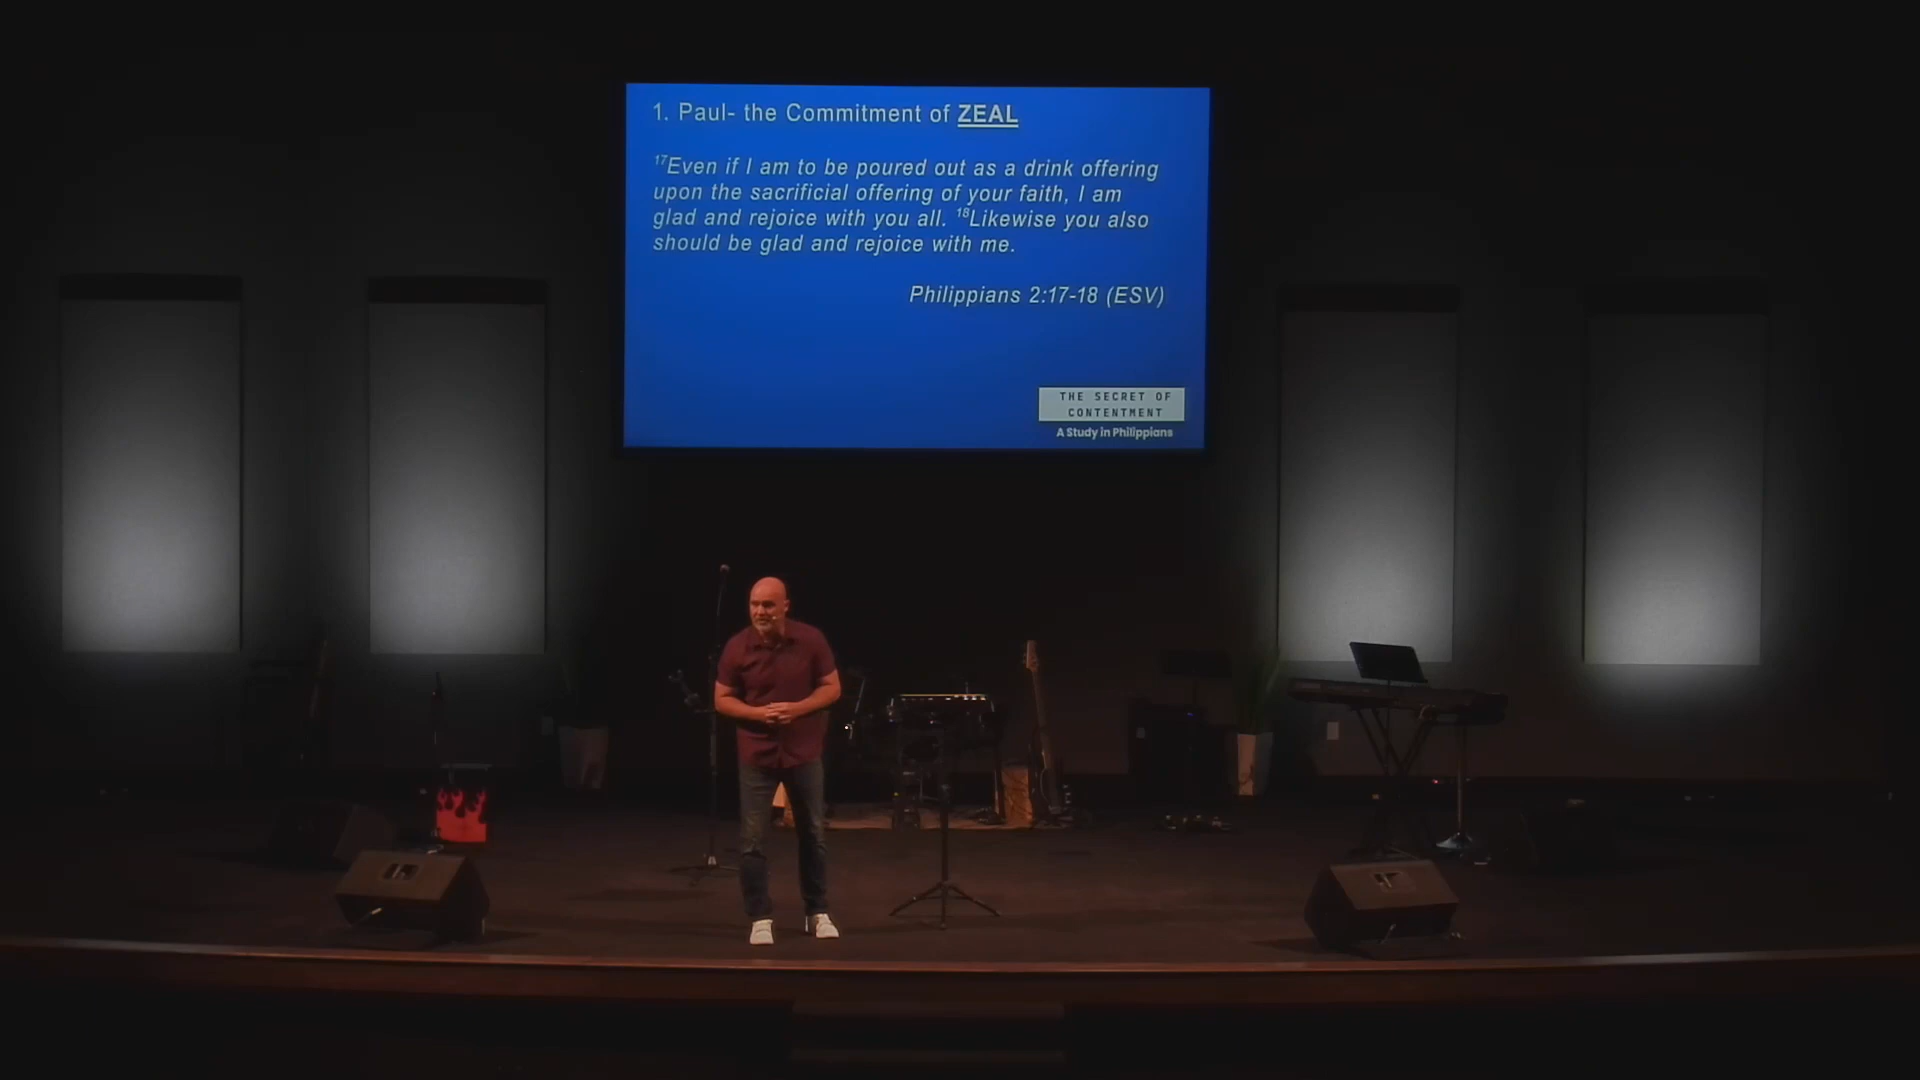 1. Paul- the Commitment of ZEAL
17Even if I am to be poured out as a drink offering
upon the sacrificial offering of your faith, I am
glad and rejoice with you all. 18Likewise you also
should be glad and rejoice with me.
Philippians 2:17-18 (ESV)
THE SECRET OF
CONTENTMENT
A Study in Philippians